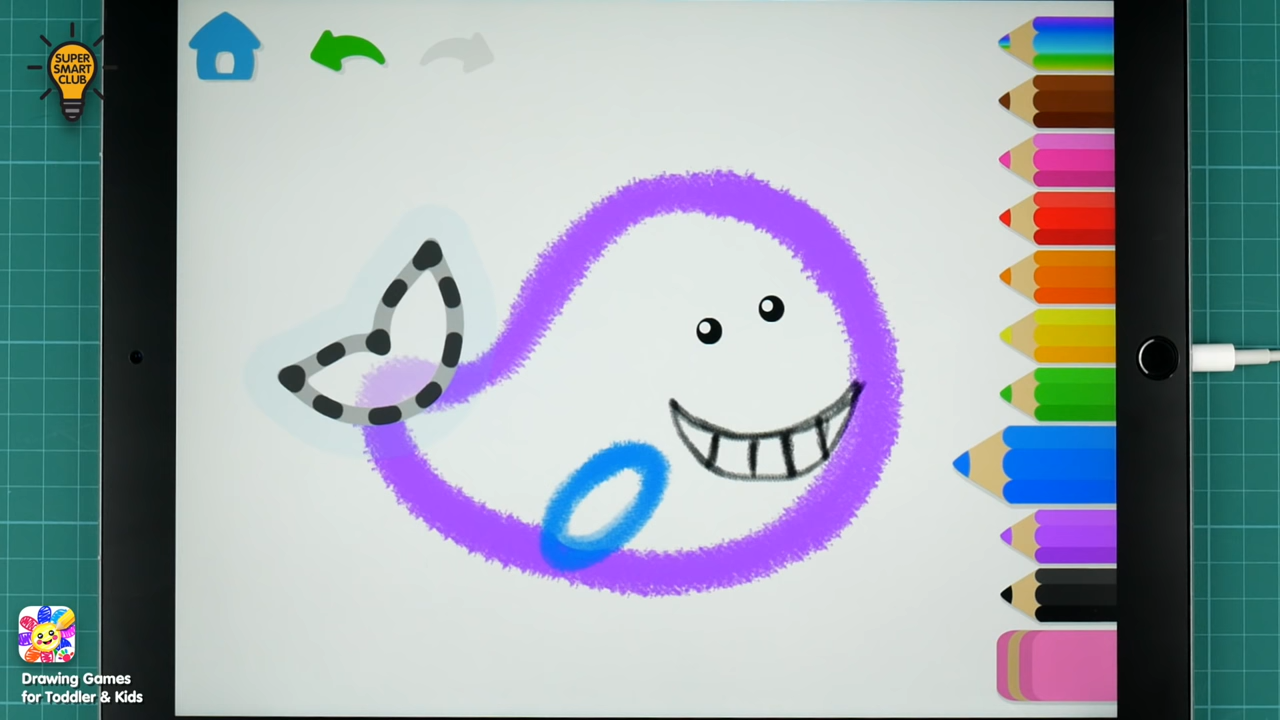 SUPER
SMART
CLUB
Drawing Games
for Toddler & Kids